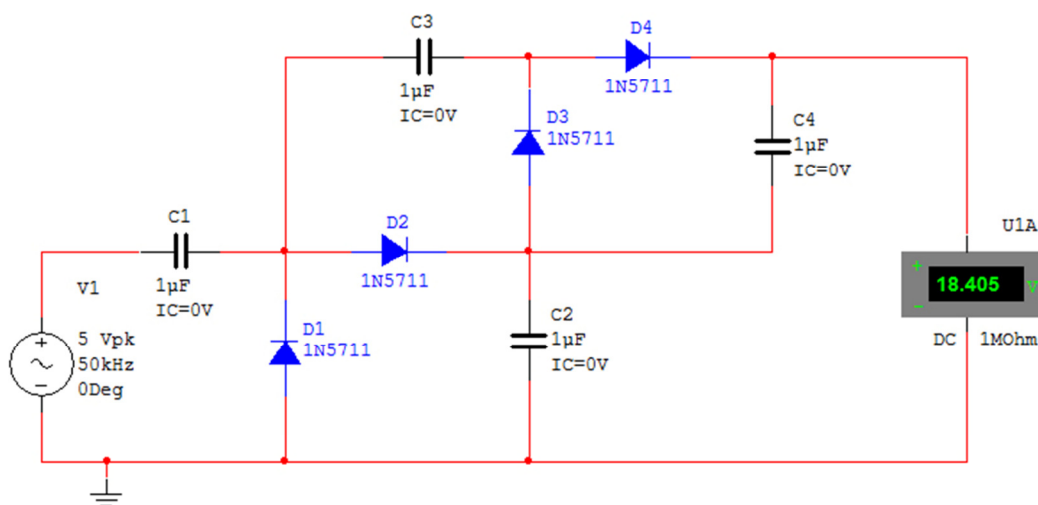 C3
1µF
IC=0V
D4
1N5711
D3
1N5711
C4
1µF
IC=0V
C1
1µF
IC=0V
D2
1N5711
U1A
+
18.405 V
–
DC 1MOhm
V1
+
–
5 Vpk
50kHz
0Deg
D1
1N5711
C2
1µF
IC=0V